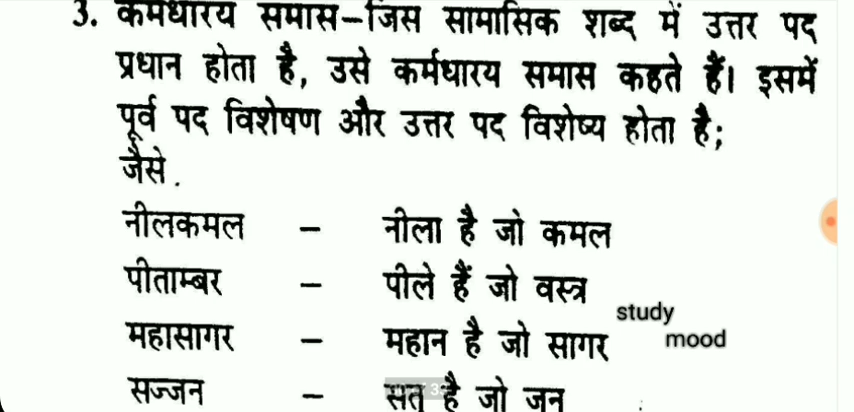 3. कर्मधारय समास–जिस सामासिक शब्द में उत्तर पद
प्रधान होता है, उसे कर्मधारय समास कहते हैं। इसमें
पूर्व पद विशेषण और उत्तर पद विशेष्य होता है;
जैसे.
नीलकमल – नीला है जो कमल
पीताम्बर – पीले हैं जो वस्त्र
महासागर – महान है जो सागर
सज्जन – सत् है जो जन
study
mood